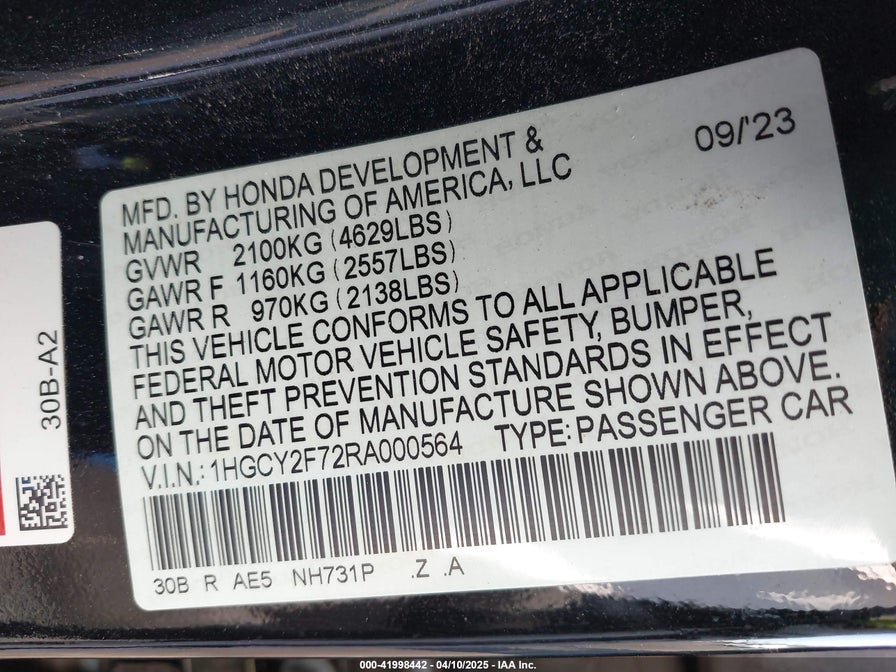 09/'23
MFD. BY HONDA DEVELOPMENT &
MANUFACTURING OF AMERICA, LLC
GVWR 2100KG (4629LBS)
GAWR F 1160KG (2557LBS)
GAWR R 970KG (2138LBS)
THIS VEHICLE CONFORMS TO ALL APPLICABLE
FEDERAL MOTOR VEHICLE SAFETY, BUMPER,
AND THEFT PREVENTION STANDARDS IN EFFECT
ON THE DATE OF MANUFACTURE SHOWN ABOVE.
V.I.N.: 1HGCY2F72RA000564 TYPE: PASSENGER CAR
30B R AE5 NH731P .Z .A
30B-A2
000-41998442 - 04/10/2025 - IAA Inc.